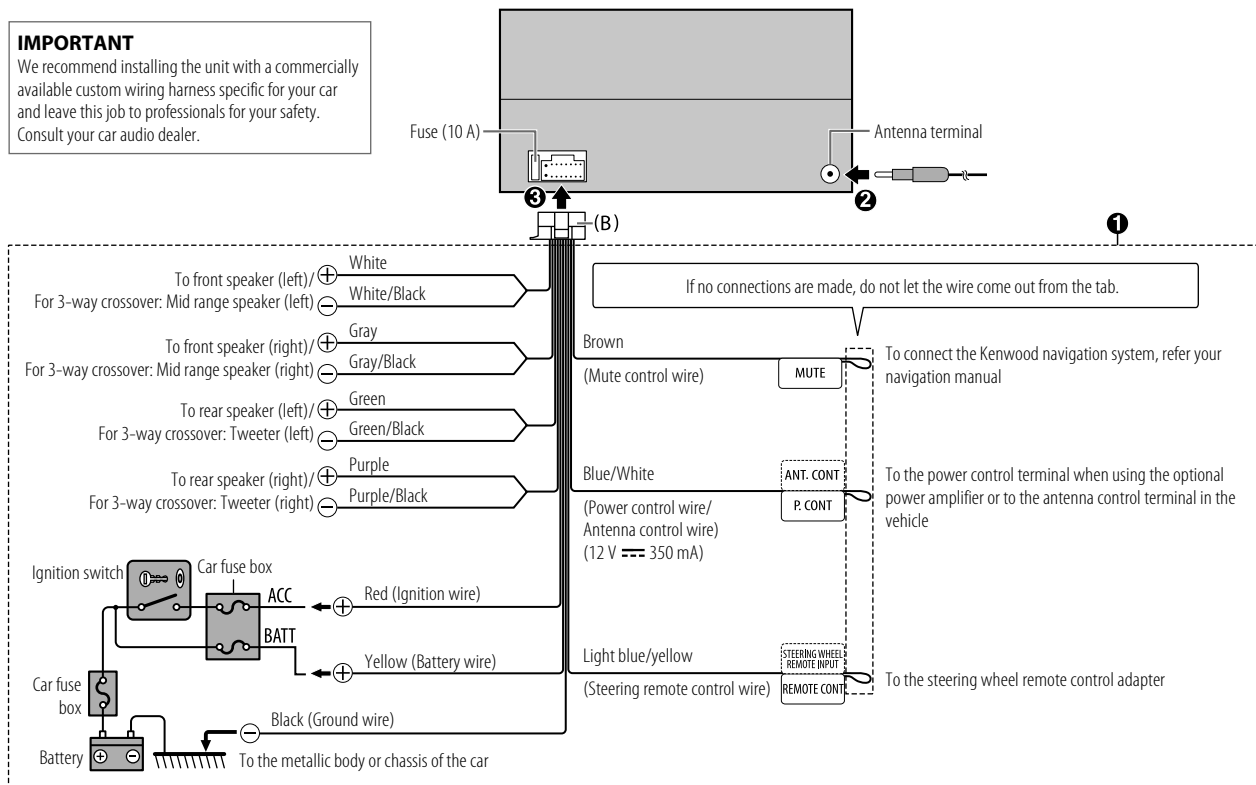 IMPORTANT
We recommend installing the unit with a commercially
available custom wiring harness specific for your car
and leave this job to professionals for your safety.
Consult your car audio dealer.
Fuse (10 A)
Antenna terminal
3
2
(B)
1
To front speaker (left)/
For 3-way crossover: Mid range speaker (left)
+
-
White
White/Black
To front speaker (right)/
For 3-way crossover: Mid range speaker (right)
+
-
Gray
Gray/Black
To rear speaker (left)/
For 3-way crossover: Tweeter (left)
+
-
Green
Green/Black
To rear speaker (right)/
For 3-way crossover: Tweeter (right)
+
-
Purple
Purple/Black
If no connections are made, do not let the wire come out from the tab.
Brown
(Mute control wire)
MUTE
To connect the Kenwood navigation system, refer your
navigation manual
Blue/White
(Power control wire/
Antenna control wire)
(12 V ⎓ 350 mA)
ANT. CONT
P. CONT
To the power control terminal when using the optional
power amplifier or to the antenna control terminal in the
vehicle
Light blue/yellow
(Steering remote control wire)
STEERING WHEEL
REMOTE INPUT
REMOTE CONT
To the steering wheel remote control adapter
Ignition switch
Car fuse box
ACC
+
Red (Ignition wire)
BATT
+
Yellow (Battery wire)
Car fuse
box
-
Black (Ground wire)
Battery
+
-
To the metallic body or chassis of the car